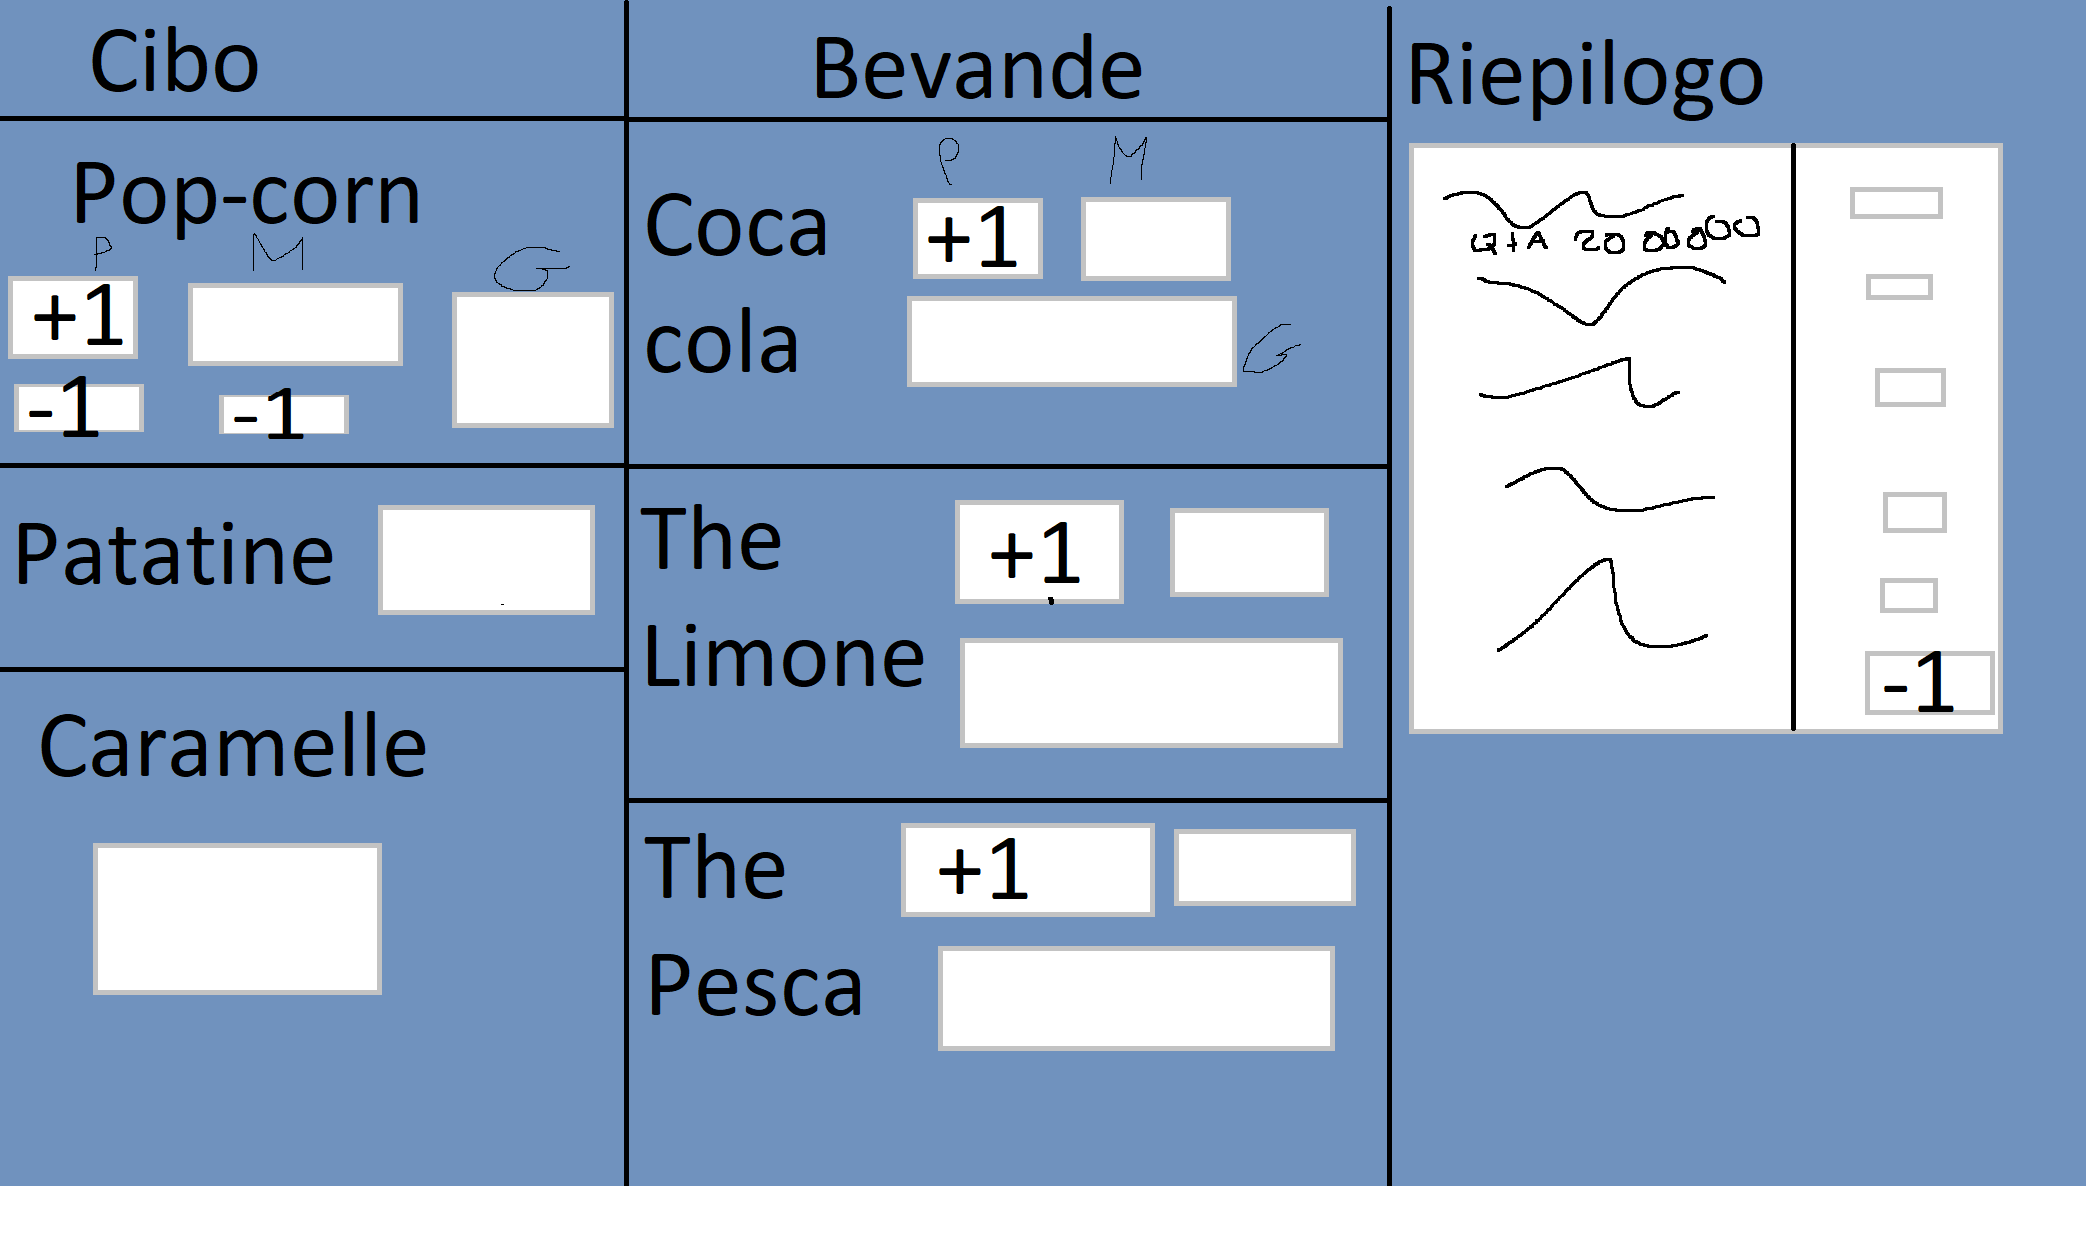 Cibo
Pop-corn
P M G
+1
-1 -1
Patatine
Caramelle
Bevande
P M
Coca +1
cola G
The +1
Limone
The +1
Pesca
Riepilogo
QtA 20 00000
-1